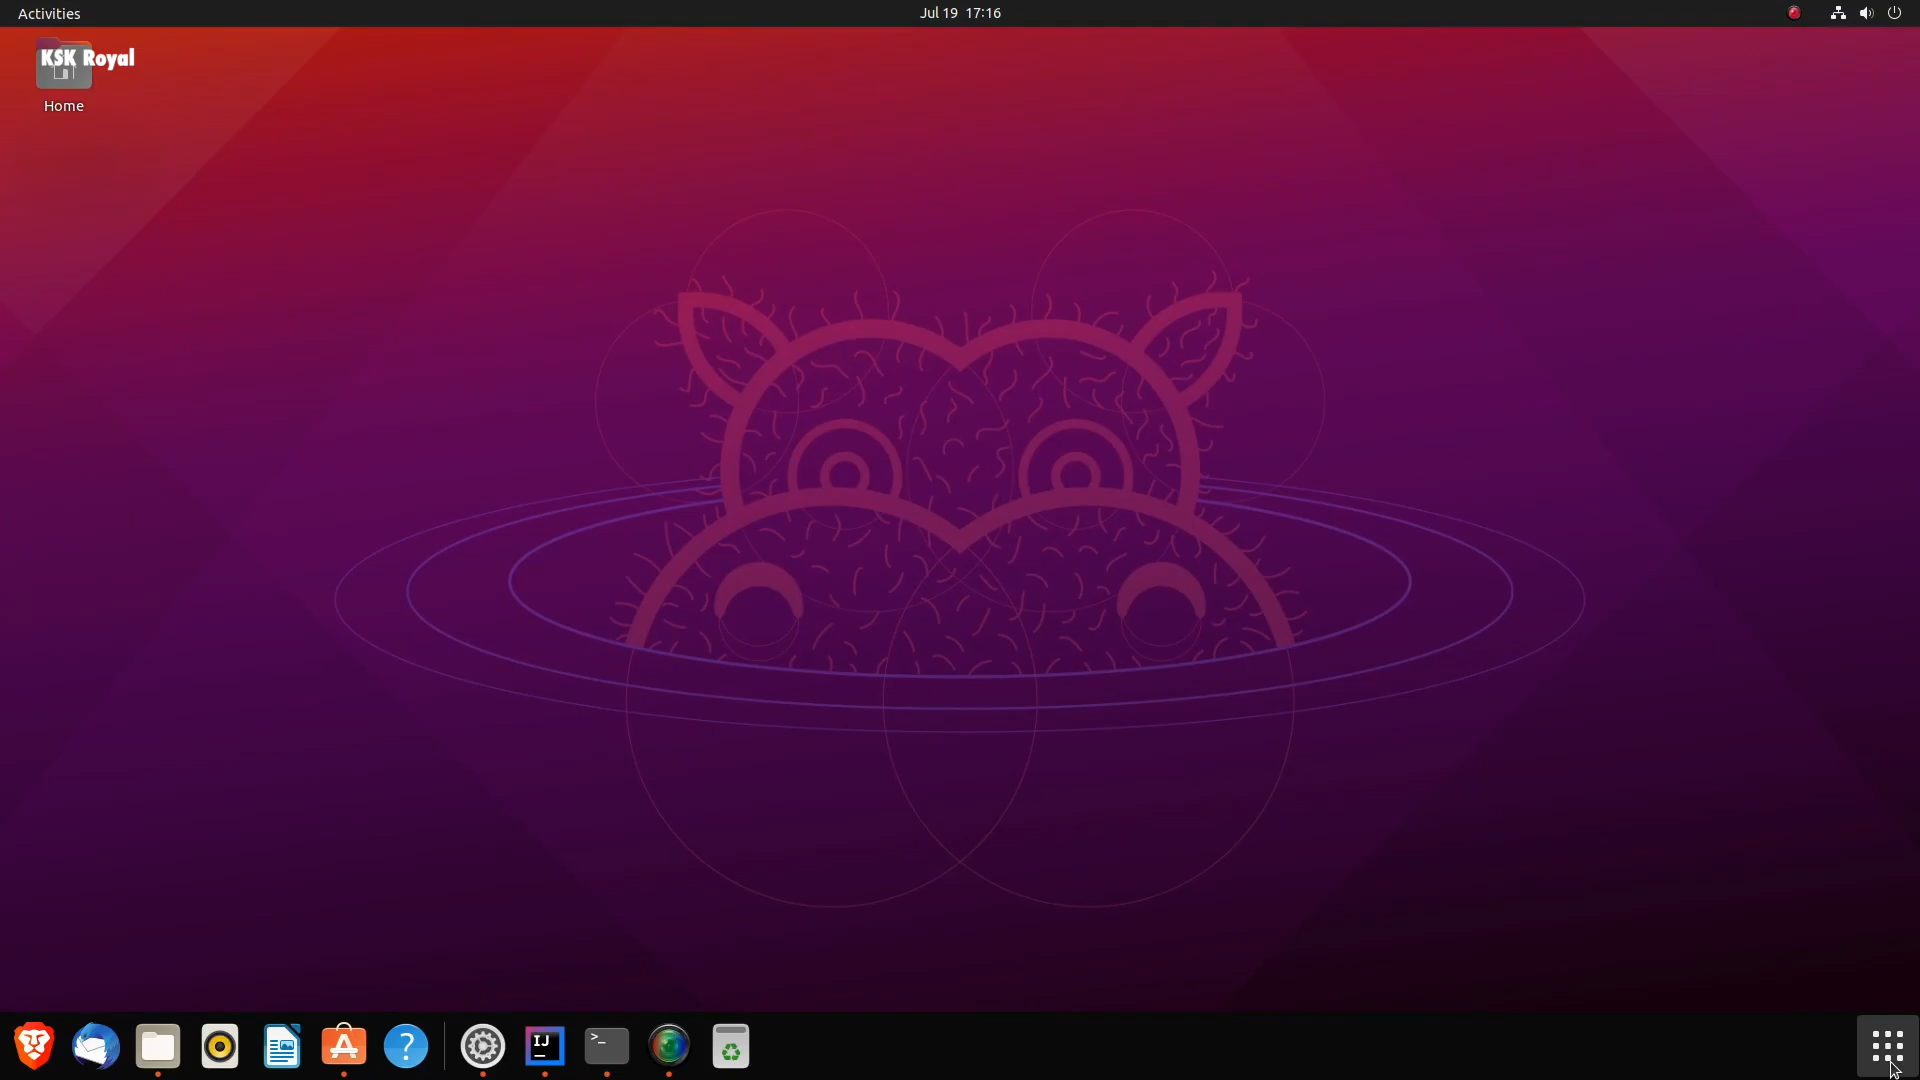 Activities
Jul 19 17:16
KSK Royal
Home
IJ
>_
?